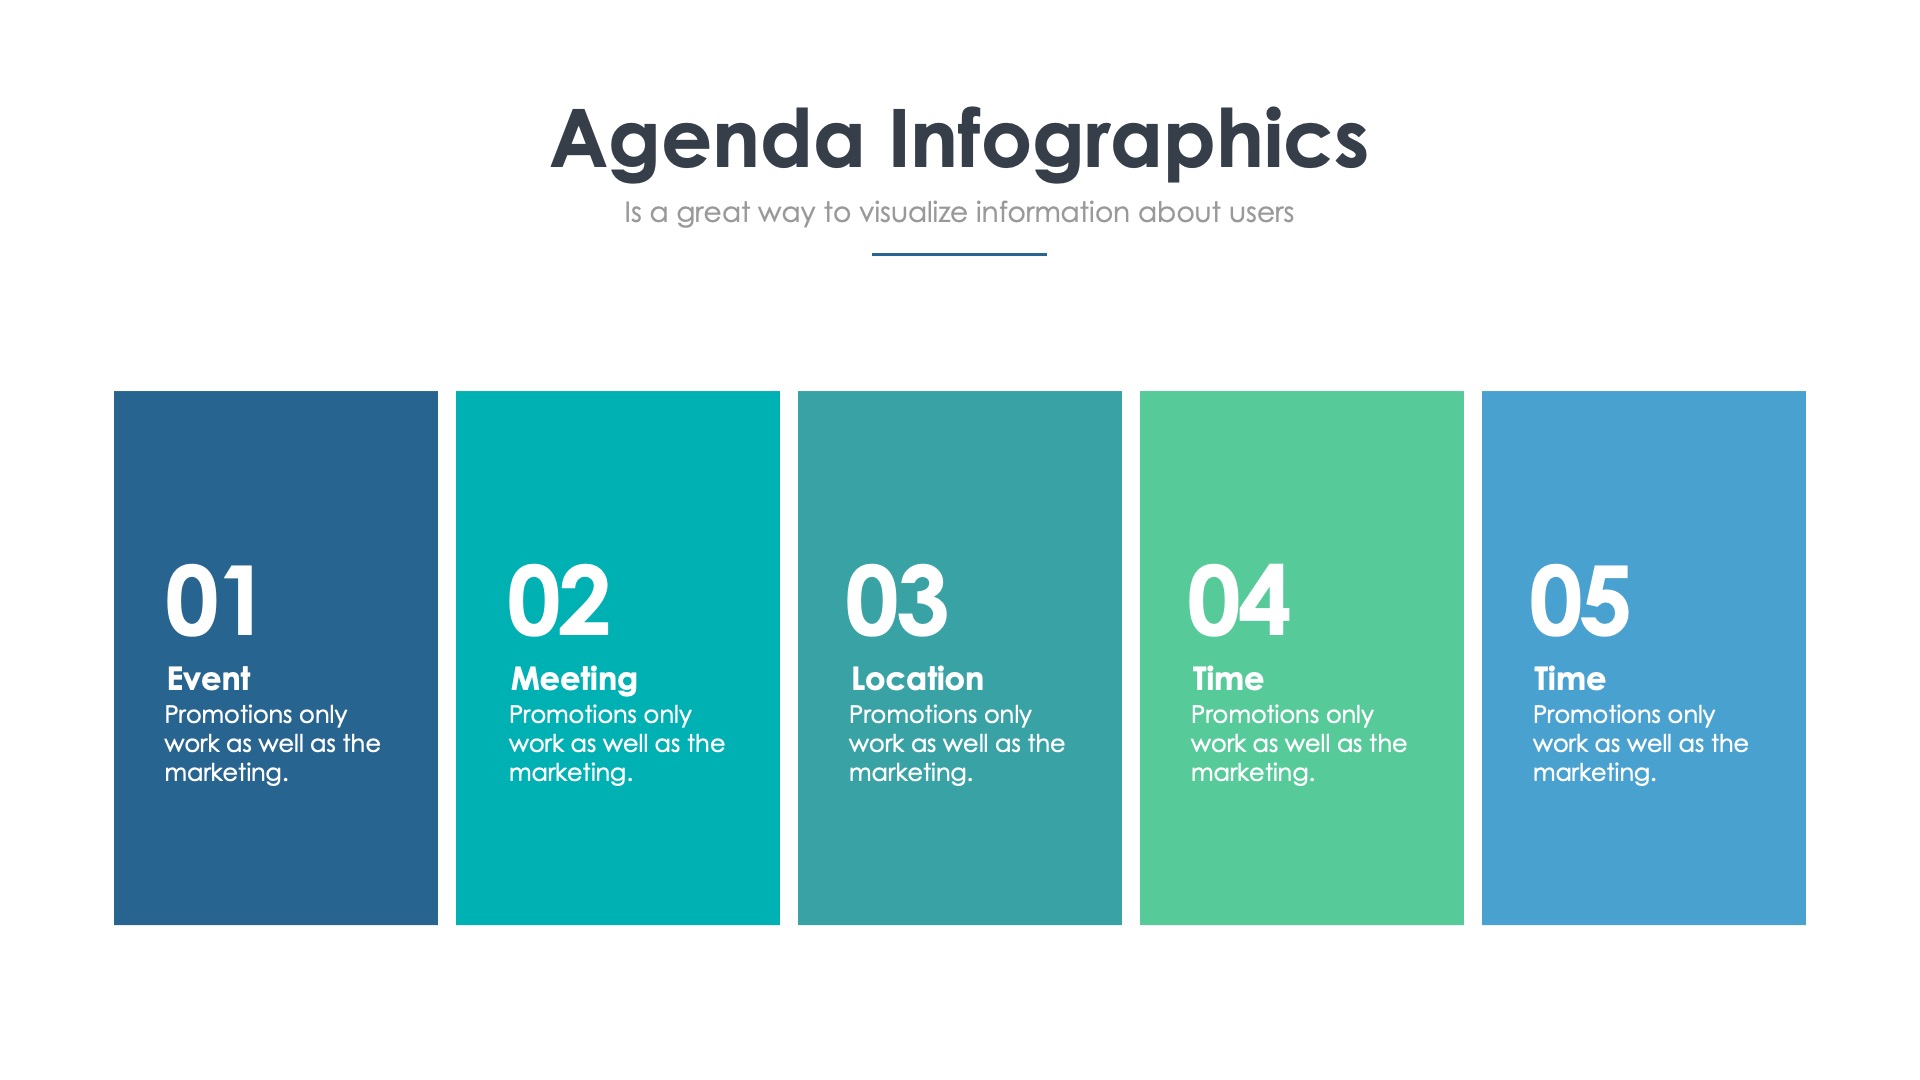 Agenda Infographics
Is a great way to visualize information about users
01
Event
Promotions only
work as well as the
marketing.
02
Meeting
Promotions only
work as well as the
marketing.
03
Location
Promotions only
work as well as the
marketing.
04
Time
Promotions only
work as well as the
marketing.
05
Time
Promotions only
work as well as the
marketing.